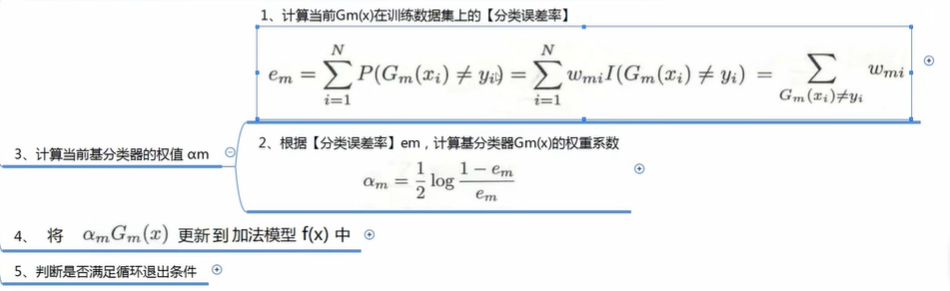 1、计算当前Gm(x)在训练数据集上的【分类误差率】
e_m = \sum_{i=1}^{N} P(G_m(x_i) ≠ y_i) = \sum_{i=1}^{N} w_{mi} I(G_m(x_i) ≠ y_i) = \sum_{G_m(x_i)≠y_i} w_{mi}
3、计算当前基分类器的权值 αm
2、根据【分类误差率】em，计算基分类器Gm(x)的权重系数
α_m = \frac{1}{2} \log \frac{1 - e_m}{e_m}
4、 将 α_m G_m(x) 更新到加法模型 f(x) 中
5、判断是否满足循环退出条件